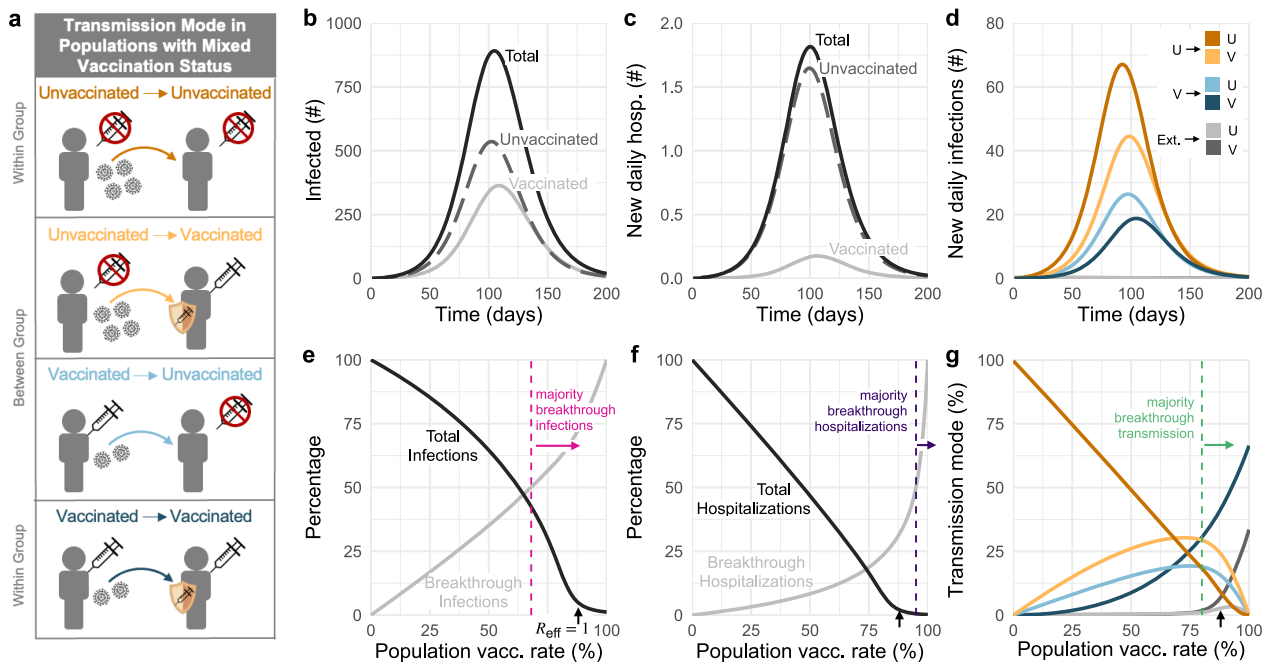 a
Transmission Mode in
Populations with Mixed
Vaccination Status
Within Group
Unvaccinated → Unvaccinated
Between Group
Unvaccinated → Vaccinated
Vaccinated → Unvaccinated
Within Group
Vaccinated → Vaccinated
b
Infected (#)
1000
750
500
250
0
Total
Unvaccinated
Vaccinated
0 50 100 150 200
Time (days)
c
New daily hosp. (#)
2.0
1.5
1.0
0.5
0.0
Total
Unvaccinated
Vaccinated
0 50 100 150 200
Time (days)
d
New daily infections (#)
80
60
40
20
0
U → U
V
V → U
V
Ext. → U
V
0 50 100 150 200
Time (days)
e
Percentage
100
75
50
25
0
majority
breakthrough
infections
Total
Infections
Breakthrough
Infections
R eff = 1
0 25 50 75 100
Population vacc. rate (%)
f
Percentage
100
75
50
25
0
majority
breakthrough
hospitalizations
Total
Hospitalizations
Breakthrough
Hospitalizations
0 25 50 75 100
Population vacc. rate (%)
g
Transmission mode (%)
100
75
50
25
0
majority
breakthrough
transmission
0 25 50 75 100
Population vacc. rate (%)